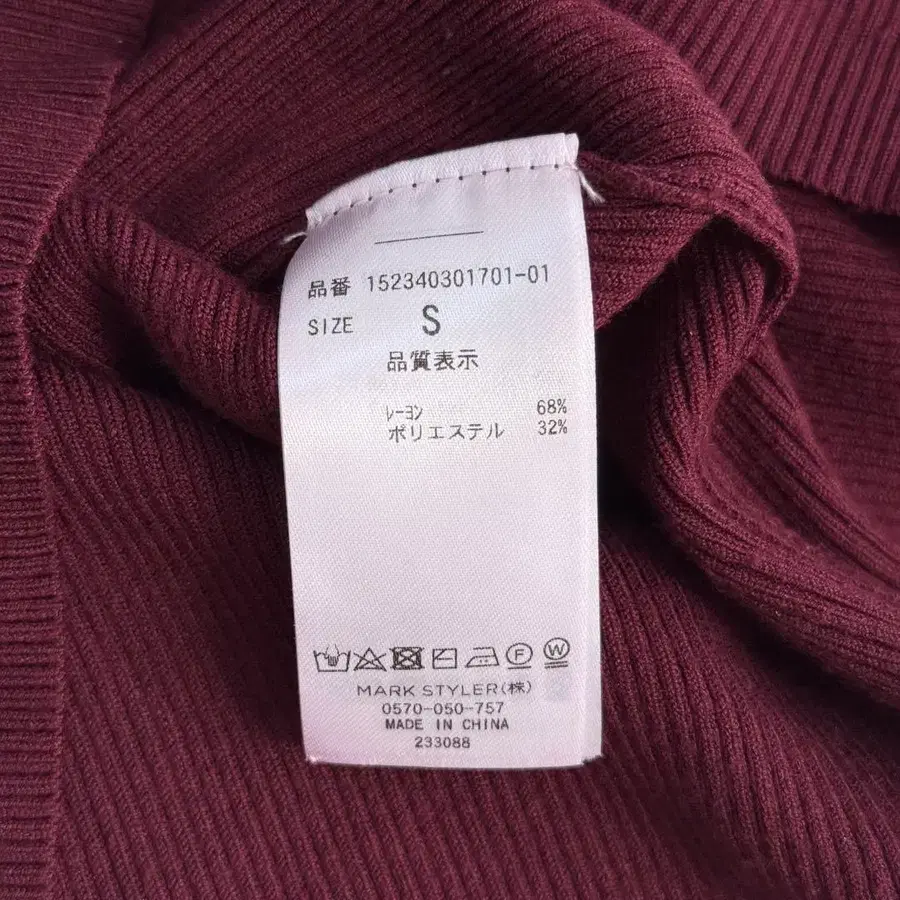 品番 152340301701-01
SIZE S
品質表示
ﾚｰﾖﾝ 68%
ポリエステル 32%
F W
MARK STYLER(株)
0570-050-757
MADE IN CHINA
233088